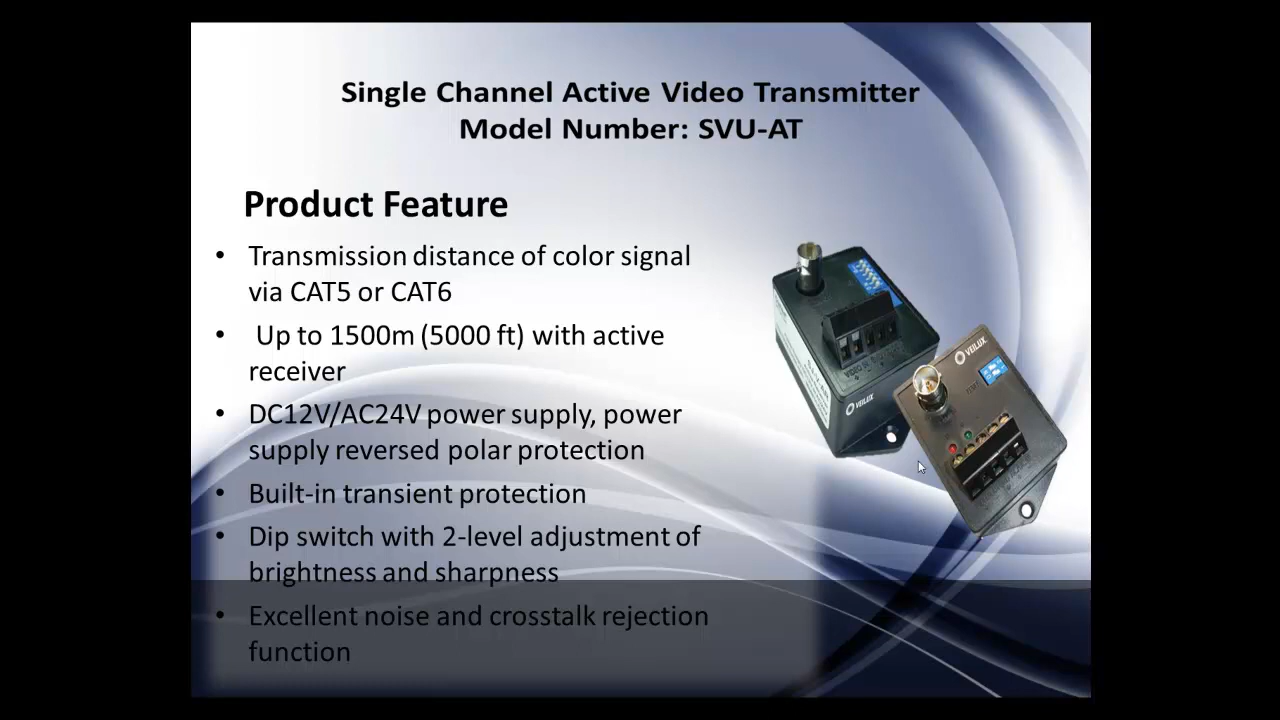 Single Channel Active Video Transmitter
Model Number: SVU-AT
Product Feature
• Transmission distance of color signal
via CAT5 or CAT6
• Up to 1500m (5000 ft) with active
receiver
• DC12V/AC24V power supply, power
supply reversed polar protection
• Built-in transient protection
• Dip switch with 2-level adjustment of
brightness and sharpness
• Excellent noise and crosstalk rejection
function
VEILUX
VEILUX